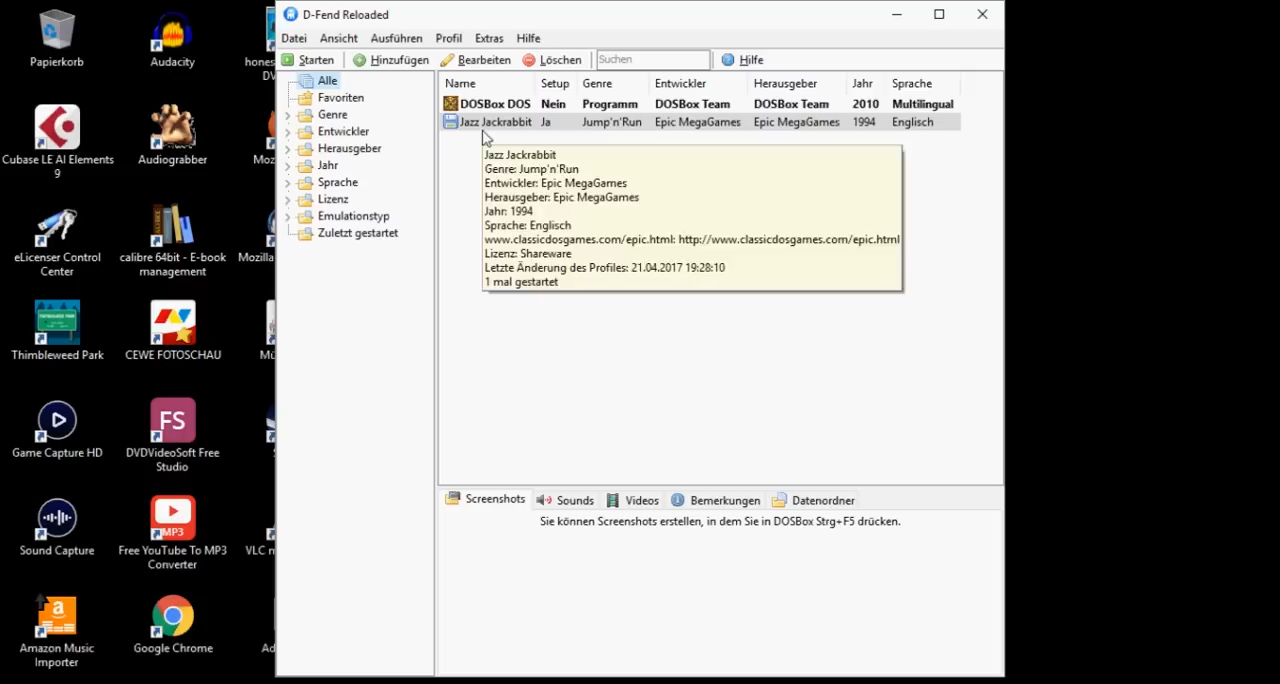 Papierkorb
Audacity
hones
DV
Cubase LE AI Elements
9
Audiograbber
Moz
eLicenser Control
Center
calibre 64bit - E-book
management
Mozilla
Thimbleweed Park
CEWE FOTOSCHAU
Mü
Game Capture HD
FS
DVDVideoSoft Free
Studio
S
Sound Capture
MP3
Free YouTube To MP3
Converter
VLC m
a
Amazon Music
Importer
Google Chrome
Ad
D-Fend Reloaded
Datei Ansicht Ausführen Profil Extras Hilfe
Starten Hinzufügen Bearbeiten Löschen Suchen Hilfe
Alle
Favoriten
Genre
Entwickler
Herausgeber
Jahr
Sprache
Lizenz
Emulationstyp
Zuletzt gestartet
Name Setup Genre Entwickler Herausgeber Jahr Sprache
DOSBox DOS Nein Programm DOSBox Team DOSBox Team 2010 Multilingual
Jazz Jackrabbit Ja Jump'n'Run Epic MegaGames Epic MegaGames 1994 Englisch
Jazz Jackrabbit
Genre: Jump'n'Run
Entwickler: Epic MegaGames
Herausgeber: Epic MegaGames
Jahr: 1994
Sprache: Englisch
www.classicdosgames.com/epic.html: http://www.classicdosgames.com/epic.html
Lizenz: Shareware
Letzte Änderung des Profiles: 21.04.2017 19:28:10
1 mal gestartet
Screenshots Sounds Videos Bemerkungen Datenordner
Sie können Screenshots erstellen, in dem Sie in DOSBox Strg+F5 drücken.